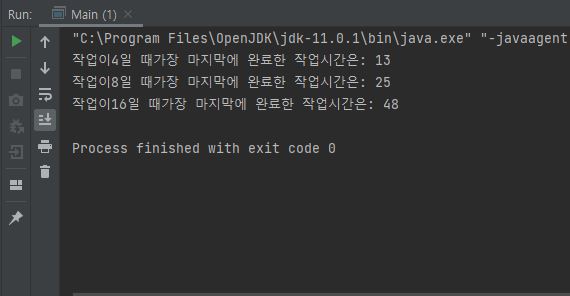 Run: Main (1) ×
"C:\Program Files\OpenJDK\jdk-11.0.1\bin\java.exe" "-javaagent
작업이4일 때가장 마지막에 완료한 작업시간은: 13
작업이8일 때가장 마지막에 완료한 작업시간은: 25
작업이16일 때가장 마지막에 완료한 작업시간은: 48
Process finished with exit code 0